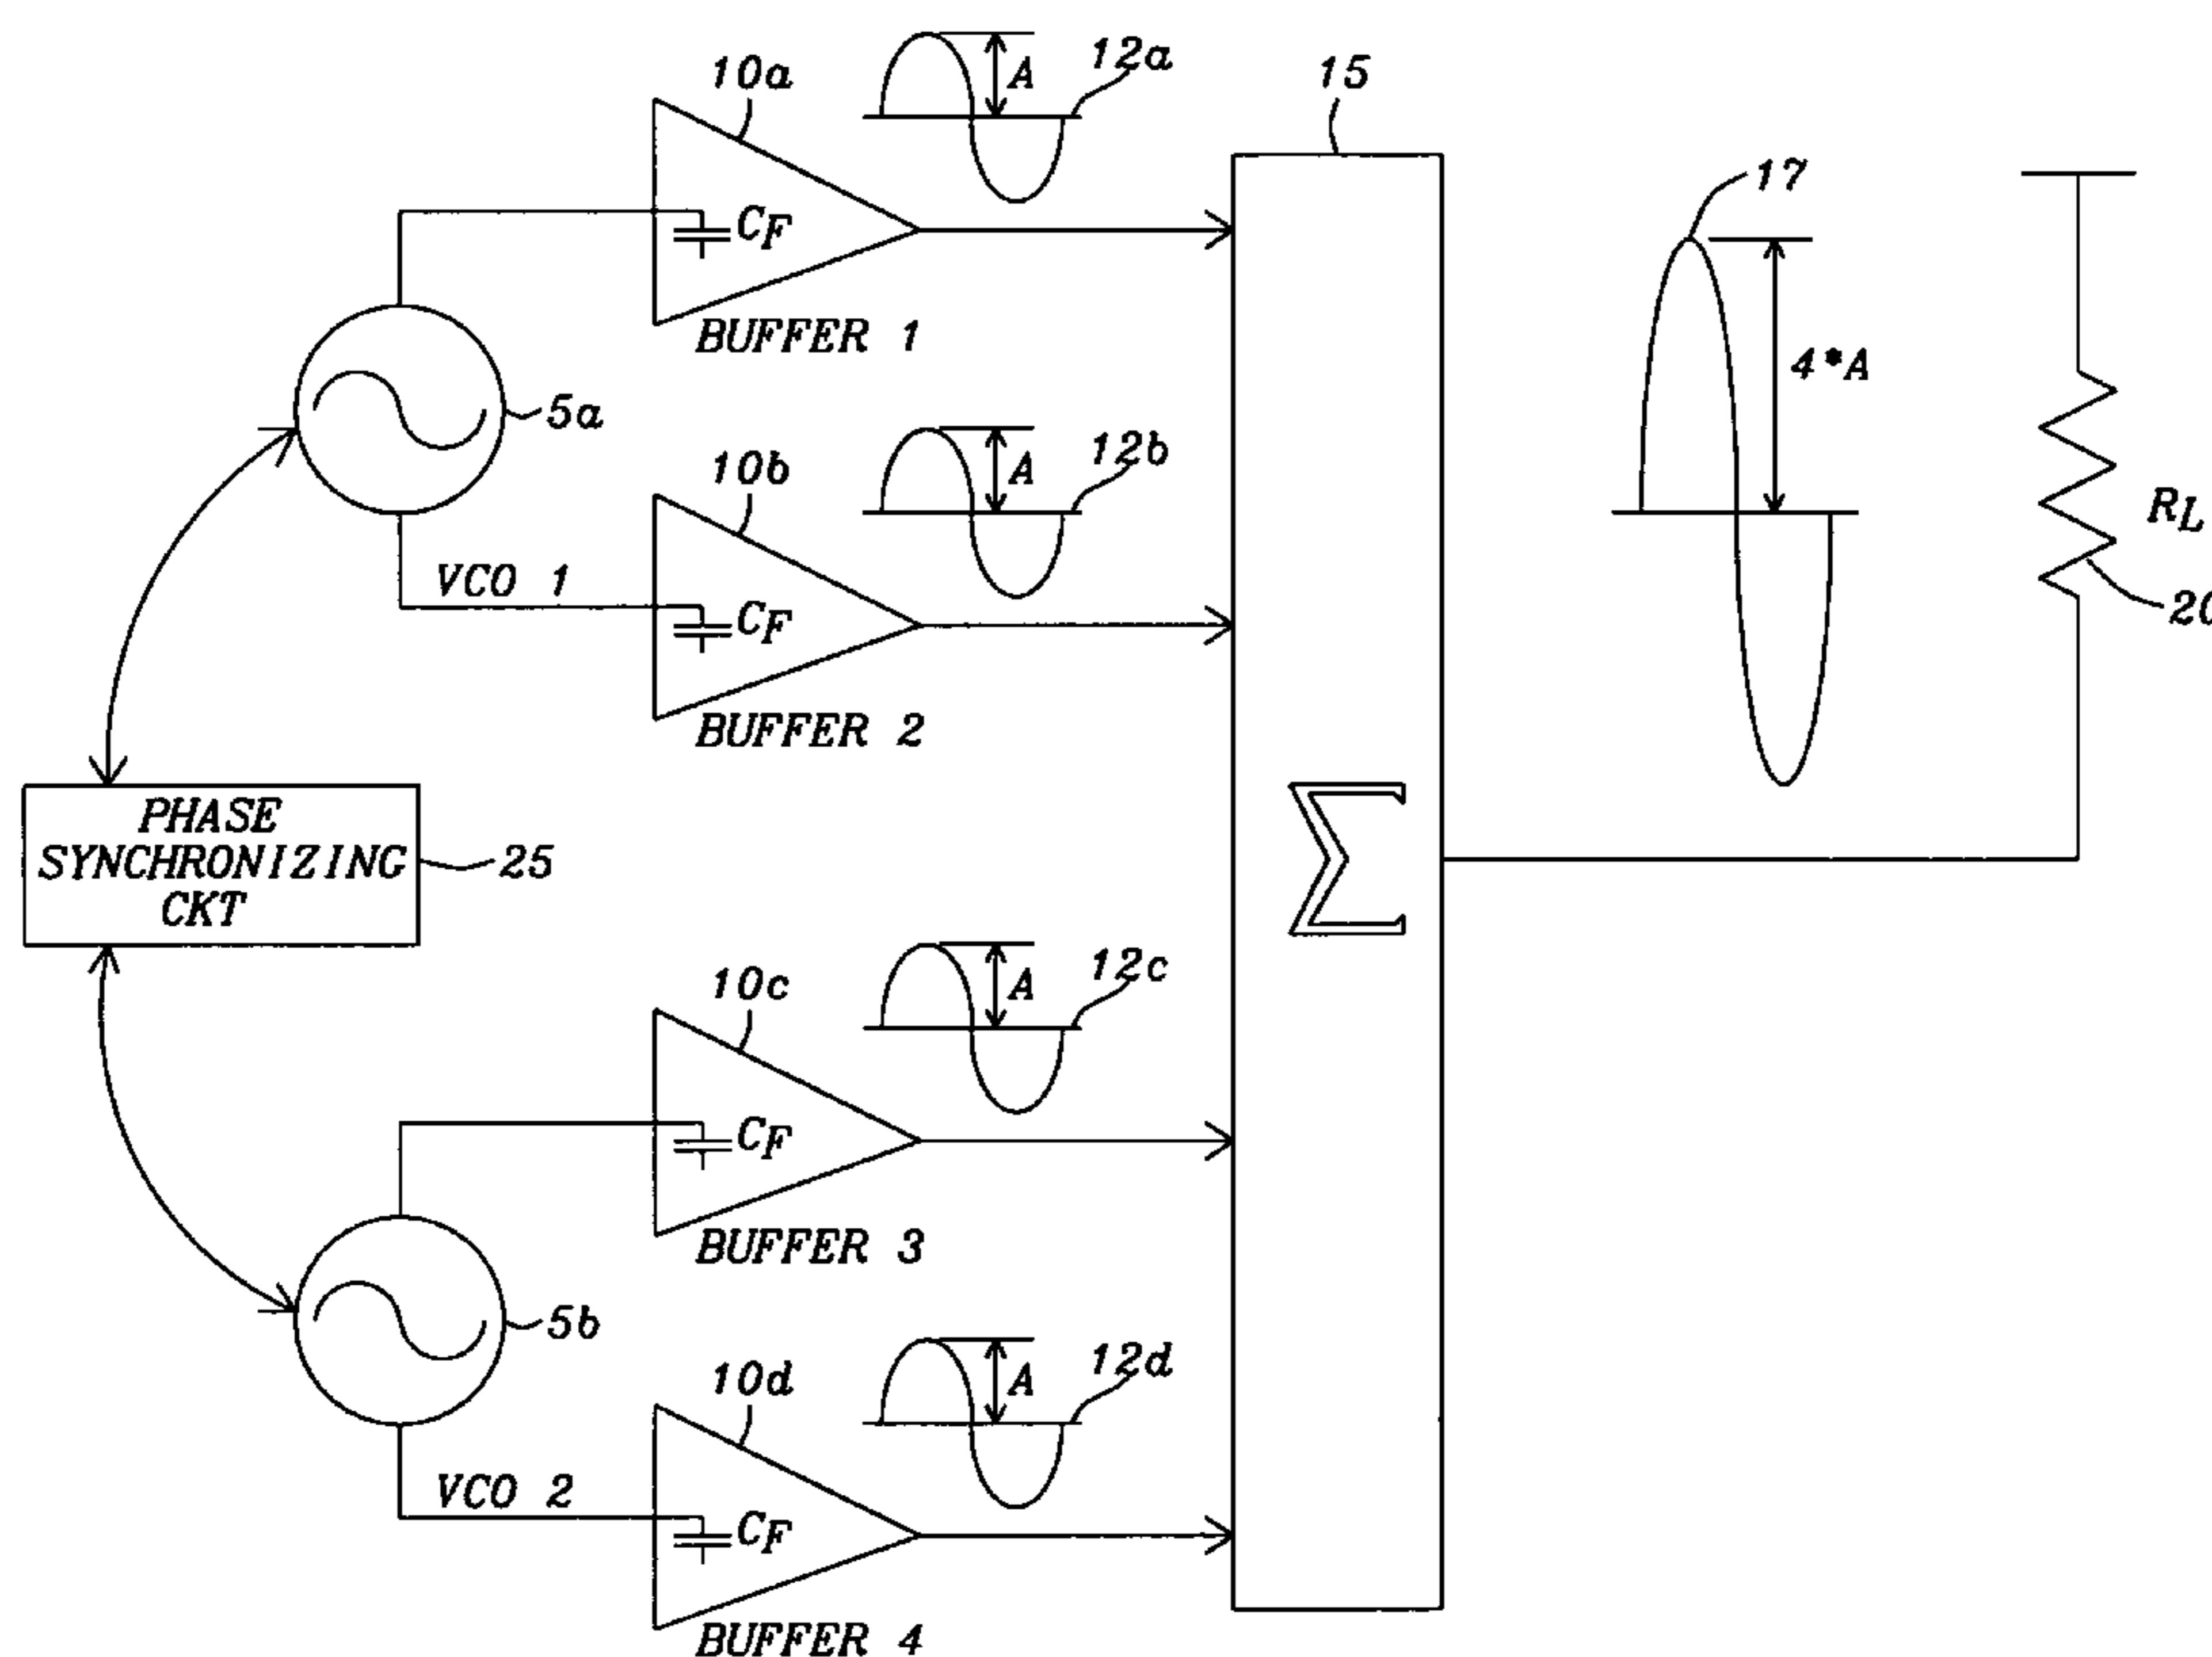 10a
A
12a
15
17
CF
BUFFER 1
4*A
5a
10b
A
12b
RL
VCO 1
CF
BUFFER 2
PHASE
SYNCHRONIZING
CKT
25
Σ
10c
A
12c
CF
BUFFER 3
5b
10d
A
12d
VCO 2
CF
BUFFER 4